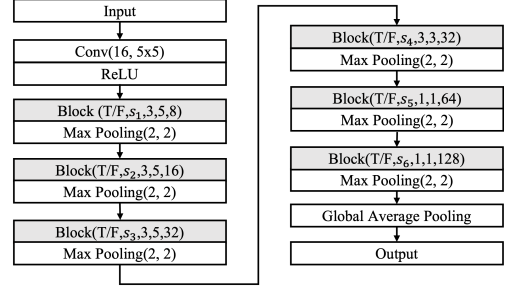 Input
Conv(16, 5x5)
ReLU
Block (T/F,s₁,3,5,8)
Max Pooling(2, 2)
Block(T/F,s₂,3,5,16)
Max Pooling(2, 2)
Block(T/F,s₃,3,5,32)
Max Pooling(2, 2)
Block(T/F,s₄,3,3,32)
Max Pooling(2, 2)
Block(T/F,s₅,1,1,64)
Max Pooling(2, 2)
Block(T/F,s₆,1,1,128)
Max Pooling(2, 2)
Global Average Pooling
Output